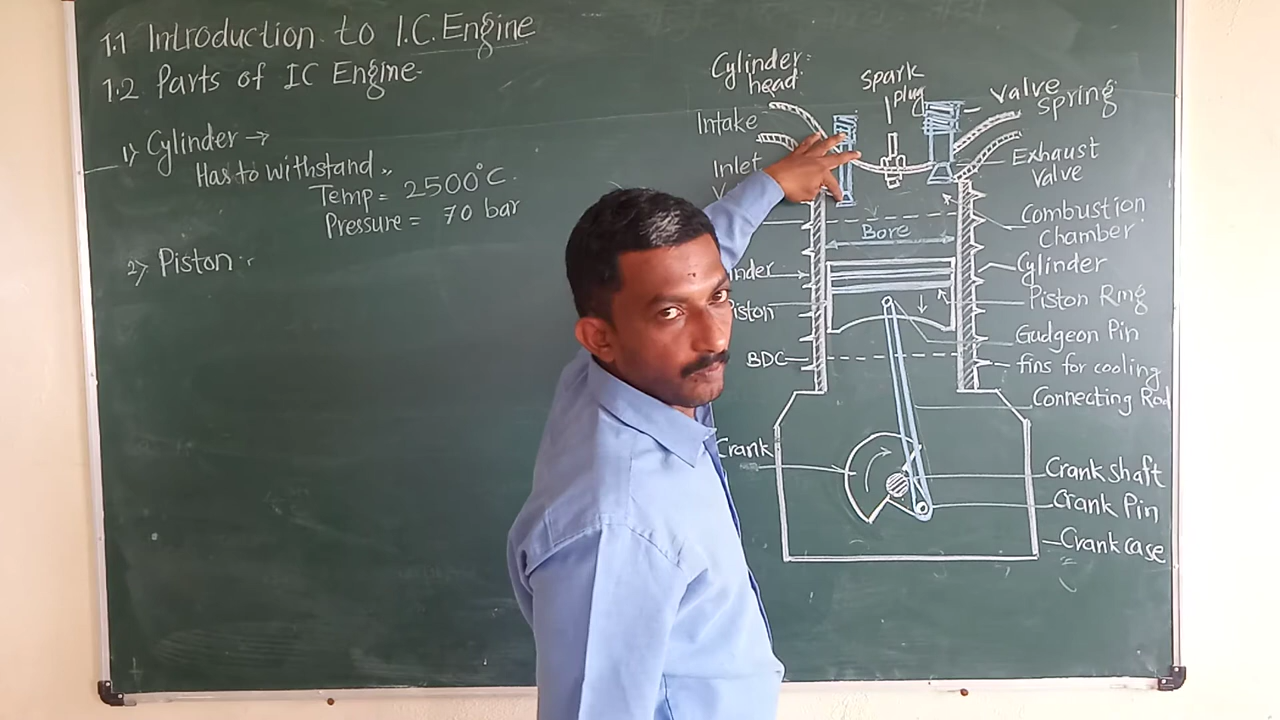 1.1 Introduction to I.C. Engine
1.2 Parts of IC Engine
1) Cylinder →
Has to withstand
Temp = 2500°C.
Pressure = 70 bar
2) Piston :-
Cylinder
head
Spark
plug
Valve
Spring
Intake
Inlet
Exhaust
Valve
Combustion
Chamber
Bore
inder
Cylinder
Piston Ring
iston
Gudgeon Pin
BDC
fins for cooling
Connecting Rod
Crank
Crank shaft
Crank Pin
Crank case